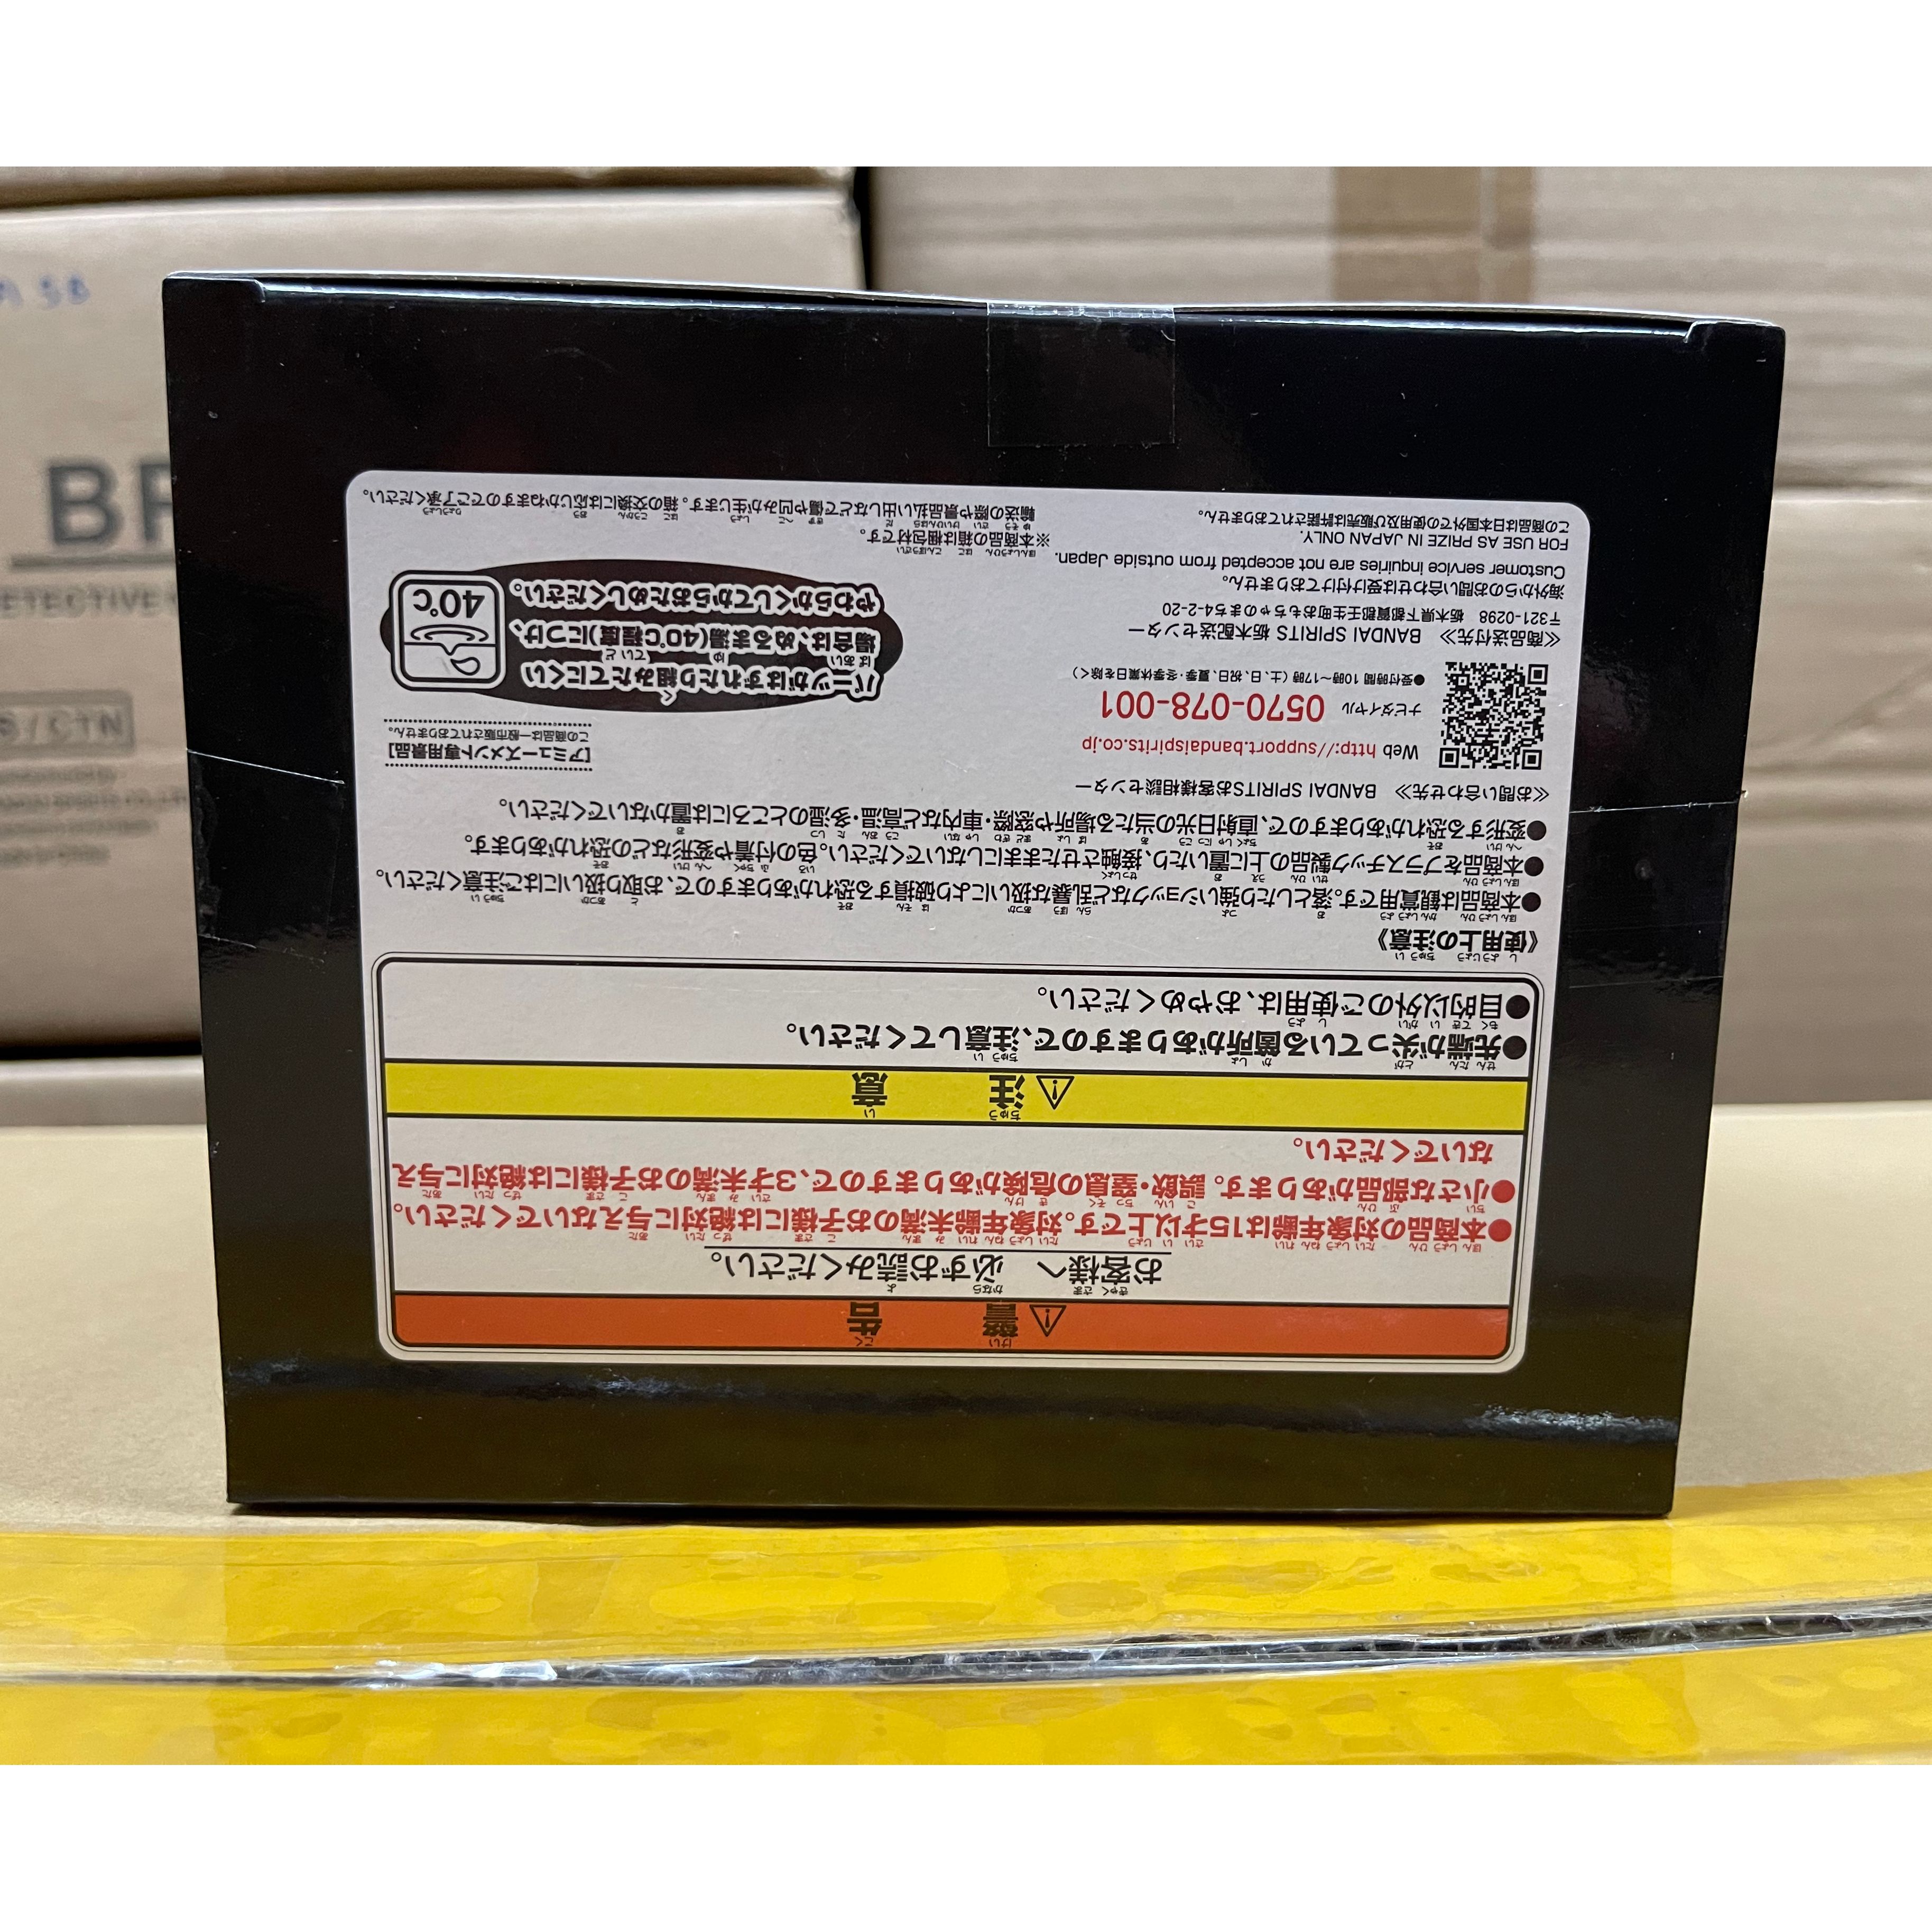 警告
お客様へ 必ずお読みください。
●本商品の対象年齢は15才以上です。対象年齢未満のお子様には絶対に与えないでください。
●小さな部品があります。誤飲・窒息の危険がありますので、3才未満のお子様には絶対に与え
ないでください。
注意
●先端が尖っている箇所がありますので、注意してください。
●目的以外のご使用は、おやめください。
《使用上の注意》
●本商品は観賞用です。落としたり強いショックなど乱暴な扱いにより破損する恐れがありますので、お取り扱いにはご注意ください。
●本商品をプラスチック製品の上に置いたり、接触させたままにしないでください。色の付着や変形などの恐れがあります。
●変形する恐れがありますので、直射日光の当たる場所や窓際・車内など高温・多湿のところには置かないでください。
≪お問い合わせ先≫ BANDAI SPIRITSお客様相談センター
Web http://support.bandaispirits.co.jp
ナビダイヤル 0570-078-001
●受付時間 10時~17時(土、日、祝日、夏季・冬季休業日を除く)
≪商品送付先≫ BANDAI SPIRITS 栃木配送センター
〒321-0298 栃木県下都賀郡壬生町おもちゃのまち4-2-20
海外からのお問い合わせは受け付けておりません。
Customer service inquiries are not accepted from outside Japan.
FOR USE AS PRIZE IN JAPAN ONLY.
この商品は日本国外での使用及び販売は許諾されておりません。
[アミューズメント専用景品]
この商品は一般市販されておりません。
パーツがはずれたり組みたてにくい
場合は、ぬるま湯(40℃程度)につけ、
やわらかくしてからおためしください。
40℃
※本商品の箱は梱包材です。
輸送の際や景品払い出しなどで傷や凹みが生じます。箱の交換には応じかねますのでご了承ください。
BR
ETECTIVE
/CTN